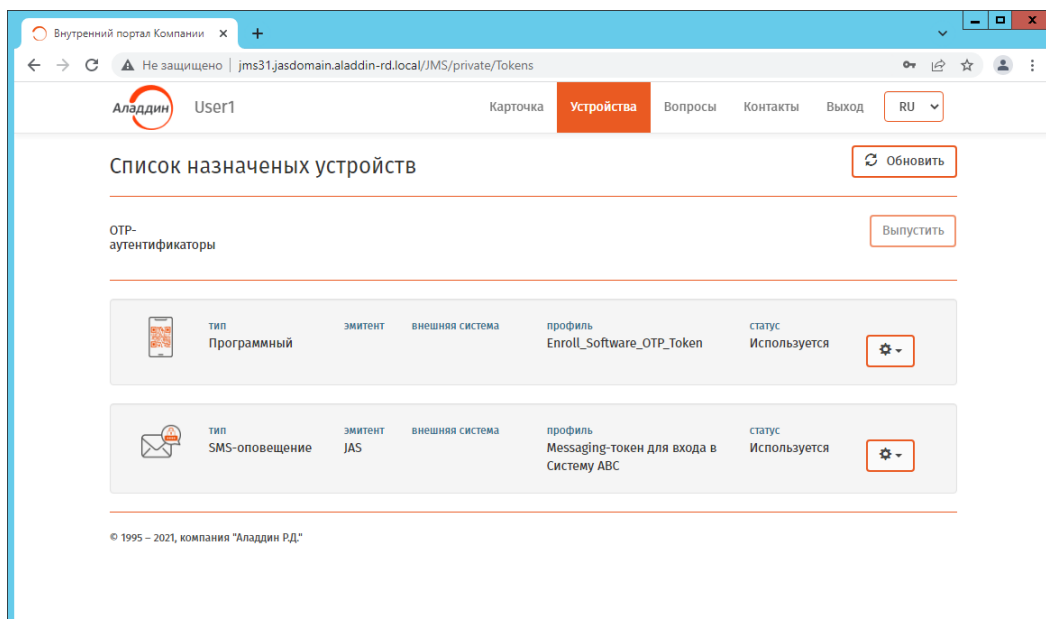 Внутренний портал Компании
Не защищено | jms31.jasdomain.aladdin-rd.local/JMS/private/Tokens
Аладдин User1 Карточка Устройства Вопросы Контакты Выход RU
Список назначеных устройств Обновить
OTP-
аутентификаторы
Выпустить
тип эмитент внешняя система профиль статус
Программный Enroll_Software_OTP_Token Используется
тип эмитент внешняя система профиль статус
SMS-оповещение JAS Messaging-токен для входа в Используется
Систему ABC
© 1995 – 2021, компания "Аладдин Р.Д."